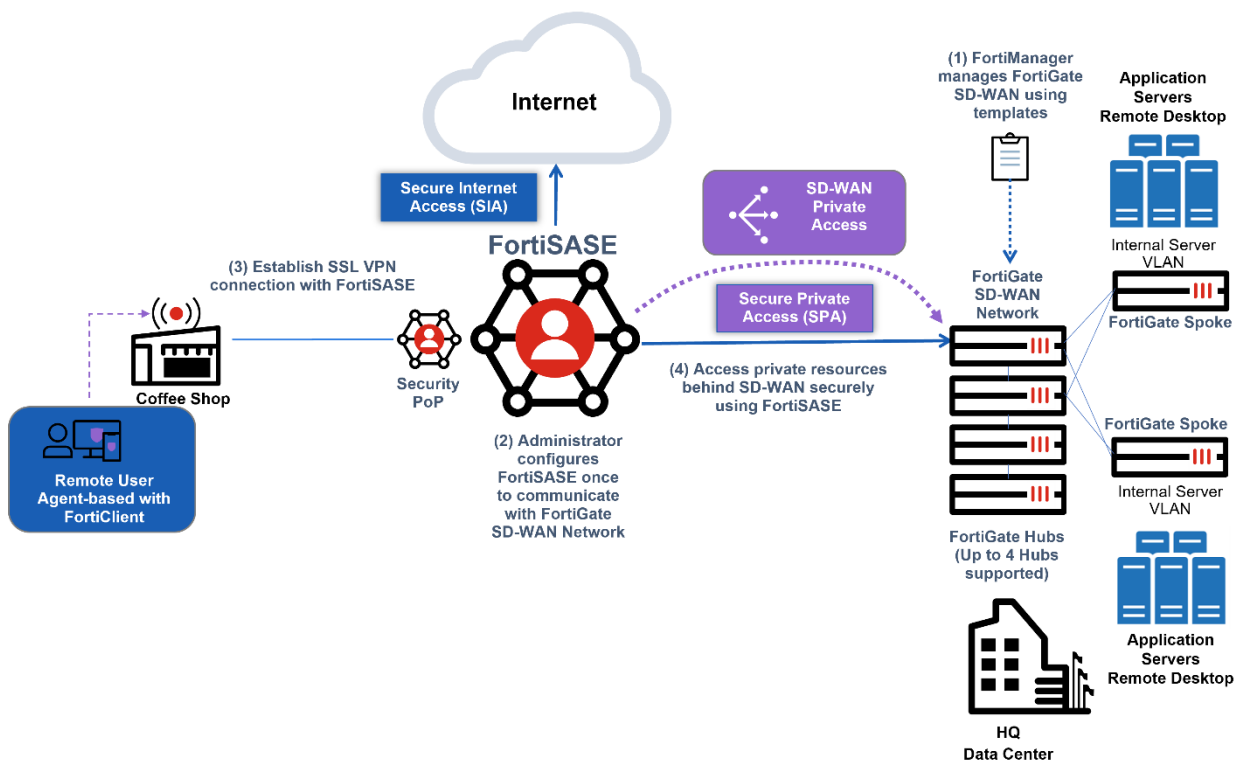 Internet
Secure Internet
Access (SIA)
FortiSASE
(3) Establish SSL VPN
connection with FortiSASE
Coffee Shop
Security
PoP
Remote User
Agent-based with
FortiClient
(2) Administrator
configures
FortiSASE once
to communicate
with FortiGate
SD-WAN Network
SD-WAN
Private
Access
Secure Private
Access (SPA)
(4) Access private resources
behind SD-WAN securely
using FortiSASE
(1) FortiManager
manages FortiGate
SD-WAN using
templates
FortiGate
SD-WAN
Network
FortiGate Hubs
(Up to 4 Hubs
supported)
HQ
Data Center
Application
Servers
Remote Desktop
Internal Server
VLAN
FortiGate Spoke
FortiGate Spoke
Internal Server
VLAN
Application
Servers
Remote Desktop